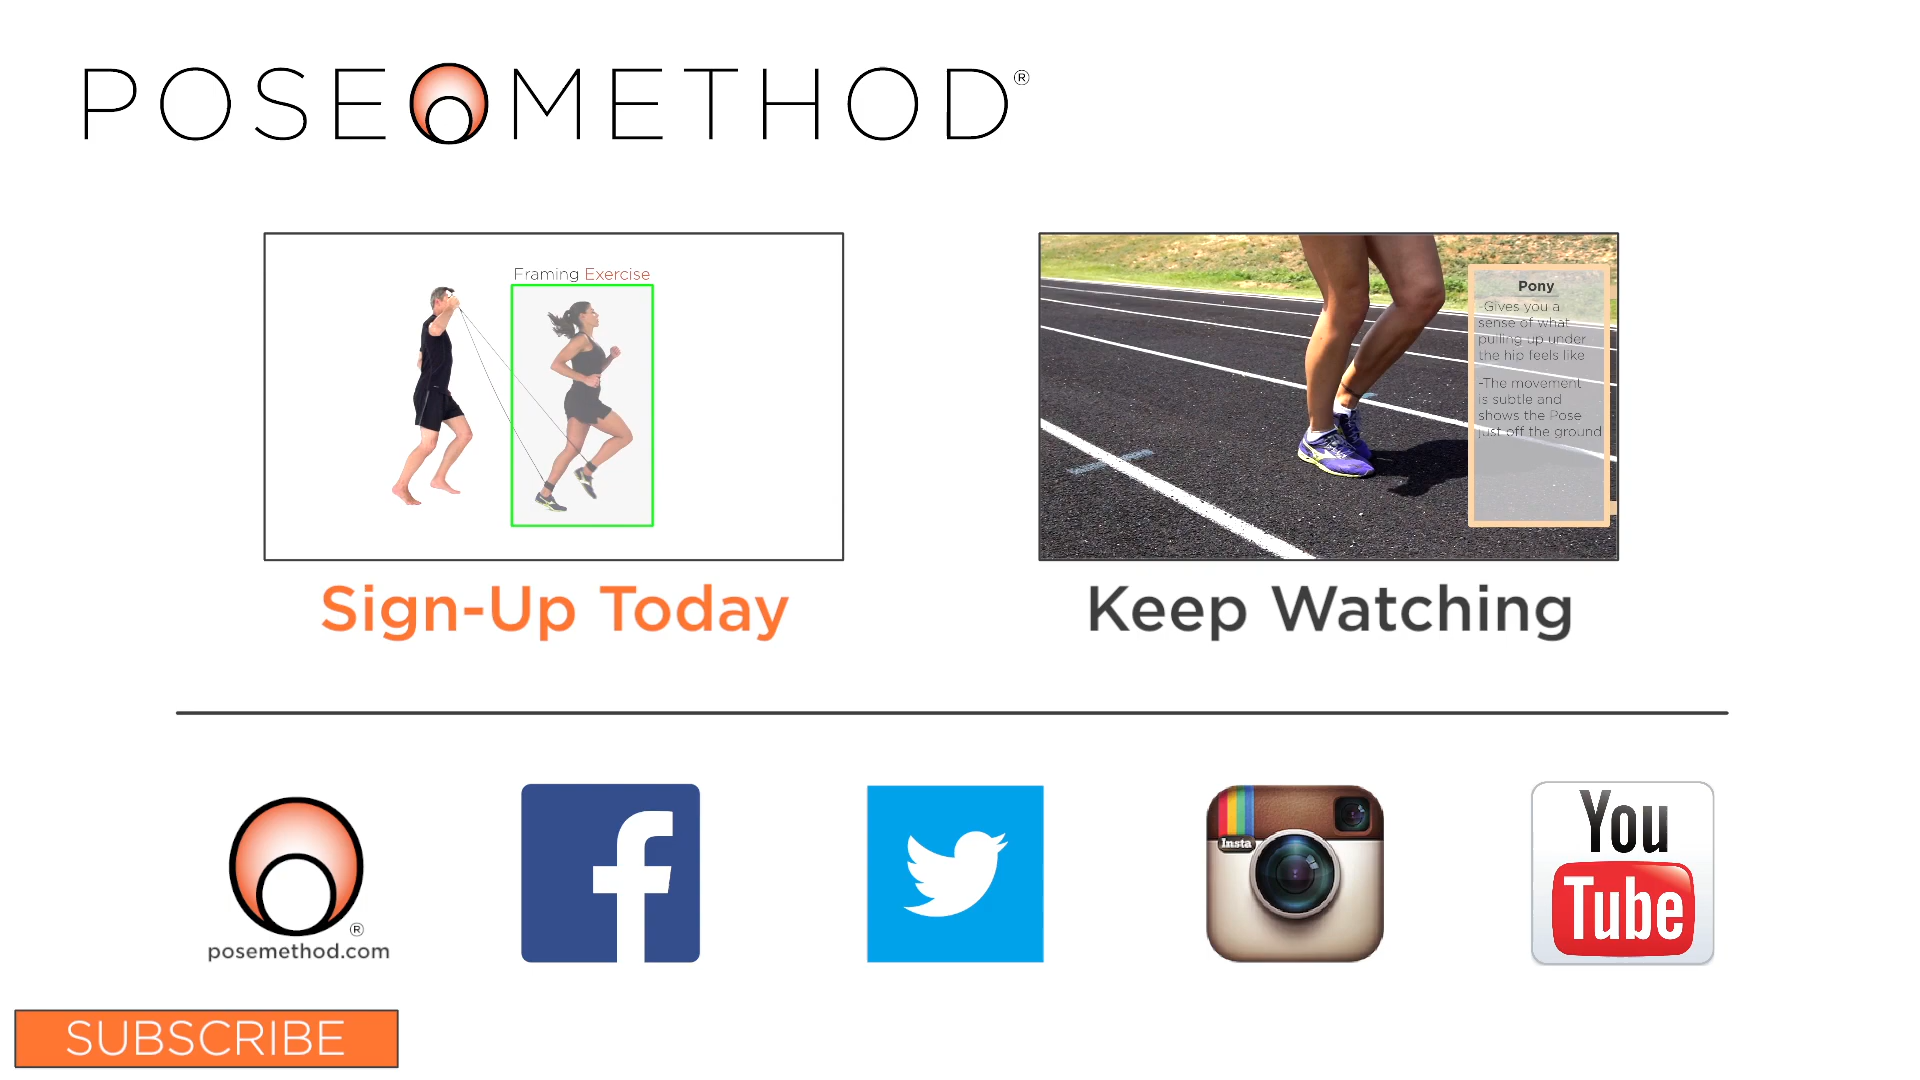 POSE METHOD®
Framing Exercise
Pony
-Gives you a
sense of what
pulling up under
the hip feels like
-The movement
is subtle and
shows the Pose
just off the ground
Sign-Up Today
Keep Watching
Insta
You
Tube
®
posemethod.com
SUBSCRIBE